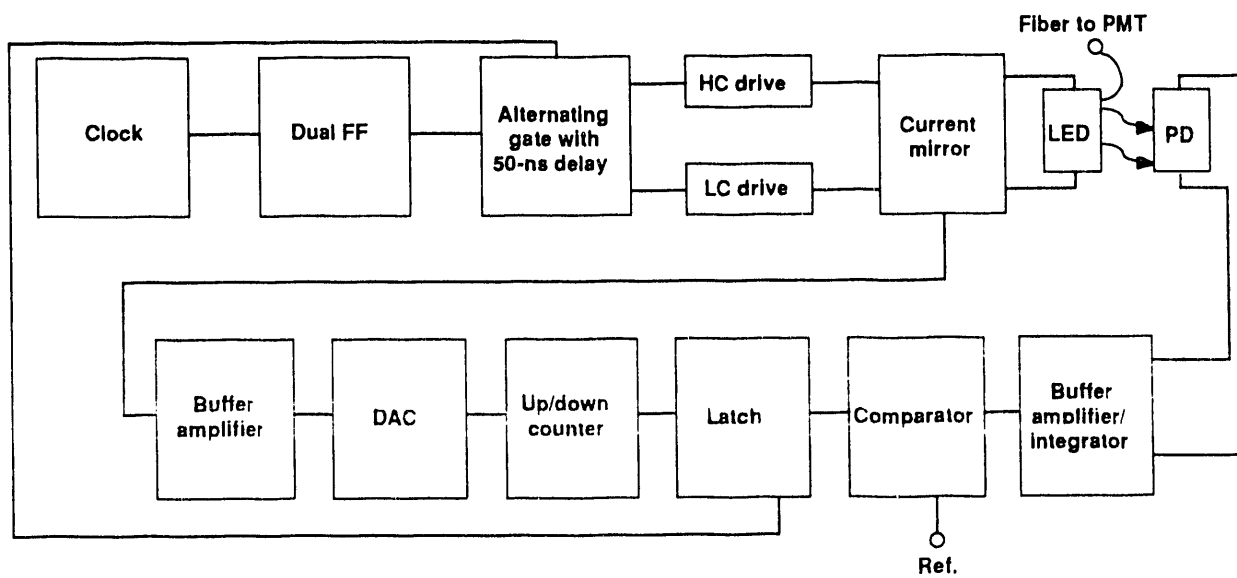 Fiber to PMT
Clock
Dual FF
Alternating
gate with
50-ns delay
HC drive
LC drive
Current
mirror
LED
PD
Buffer
amplifier
DAC
Up/down
counter
Latch
Comparator
Buffer
amplifier/
integrator
Ref.